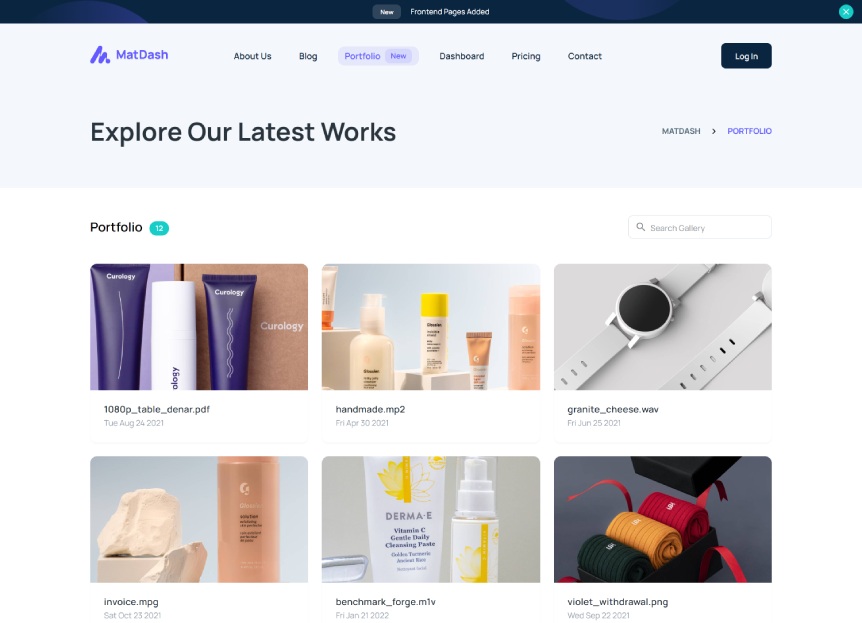 New Frontend Pages Added
MatDash
About Us Blog Portfolio New Dashboard Pricing Contact
Log In
Explore Our Latest Works
MATDASH > PORTFOLIO
Portfolio 12
Search Gallery
Curology
Curology
Curology
ology
1080p_table_denar.pdf
Tue Aug 24 2021
handmade.mp2
Fri Apr 30 2021
granite_cheese.wav
Fri Jun 25 2021
solution
DERMA·E
Vitamin C
Gentle Daily
Cleansing Paste
Golden Turmeric
invoice.mpg
Sat Oct 23 2021
benchmark_forge.m1v
Fri Jan 21 2022
violet_withdrawal.png
Wed Sep 22 2021